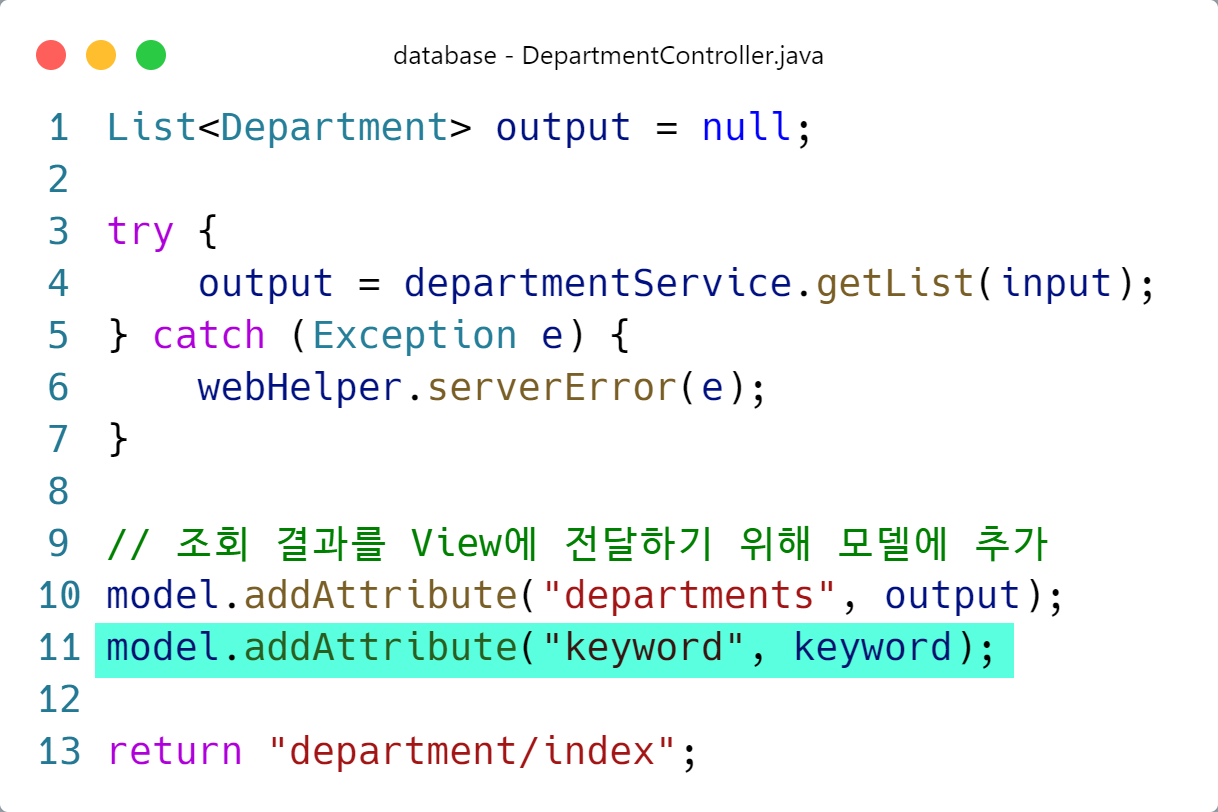 database - DepartmentController.java
1 List<Department> output = null;
2
3 try {
4     output = departmentService.getList(input);
5 } catch (Exception e) {
6     webHelper.serverError(e);
7 }
8
9 // 조회 결과를 View에 전달하기 위해 모델에 추가
10 model.addAttribute("departments", output);
11 model.addAttribute("keyword", keyword);
12
13 return "department/index";